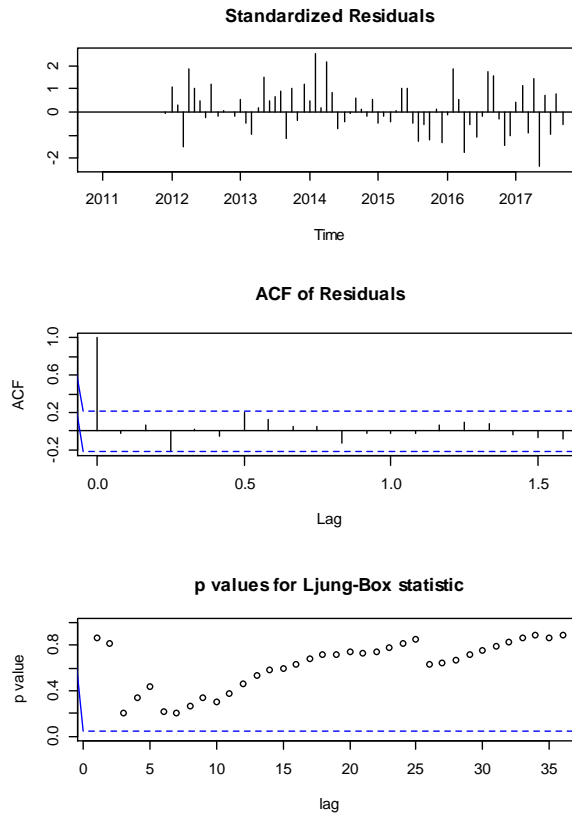 Standardized Residuals
2
1
0
-2
2011 2012 2013 2014 2015 2016 2017
Time
ACF of Residuals
ACF
1.0
0.6
0.2
-0.2
0.0 0.5 1.0 1.5
Lag
p values for Ljung-Box statistic
p value
0.8
0.4
0.0
0 5 10 15 20 25 30 35
lag